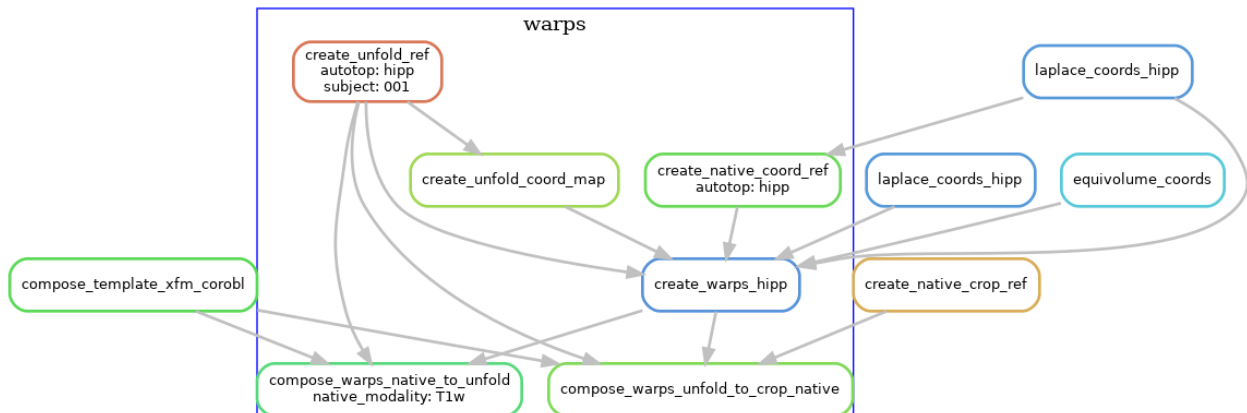 warps
create_unfold_ref
autotop: hipp
subject: 001
laplace_coords_hipp
create_unfold_coord_map
create_native_coord_ref
autotop: hipp
laplace_coords_hipp
equivolume_coords
compose_template_xfm_corobl
create_warps_hipp
create_native_crop_ref
compose_warps_native_to_unfold
native_modality: T1w
compose_warps_unfold_to_crop_native